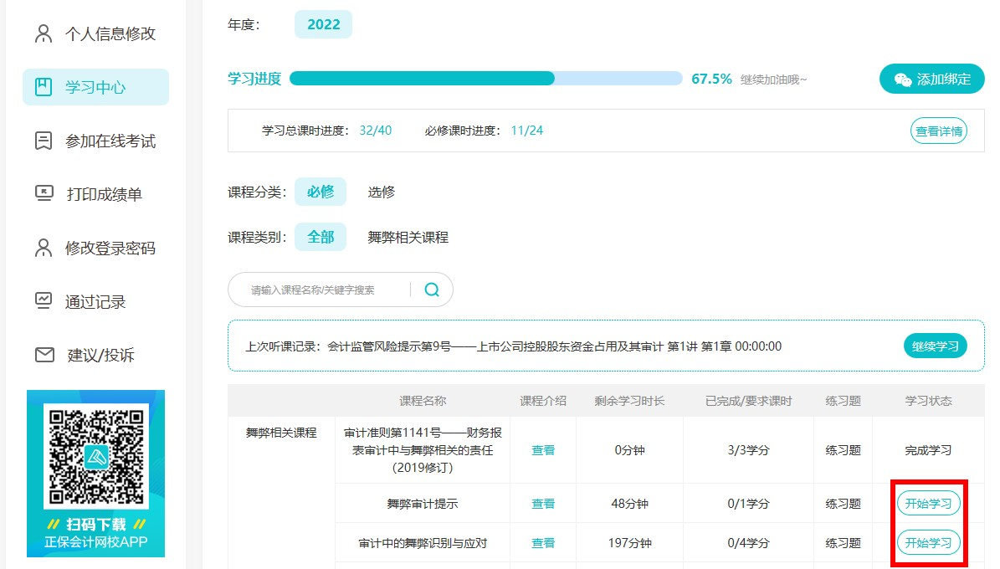 个人信息修改
学习中心
参加在线考试
打印成绩单
修改登录密码
通过记录
建议/投诉
扫码下载
正保会计网校APP
年度： 2022
学习进度 67.5% 继续加油哦~ 添加绑定
学习总课时进度： 32/40 必修课时进度： 11/24 查看详情
课程分类： 必修 选修
课程类别： 全部 舞弊相关课程
请输入课程名称/关键字搜索
上次听课记录：会计监管风险提示第9号——上市公司控股股东资金占用及其审计 第1讲 第1章 00:00:00 继续学习
课程名称 课程介绍 剩余学习时长 已完成/要求课时 练习题 学习状态
舞弊相关课程
审计准则第1141号——财务报
表审计中与舞弊相关的责任
（2019修订）
查看 0分钟 3/3学分 练习题 完成学习
舞弊审计提示 查看 48分钟 0/1学分 练习题 开始学习
审计中的舞弊识别与应对 查看 197分钟 0/4学分 练习题 开始学习